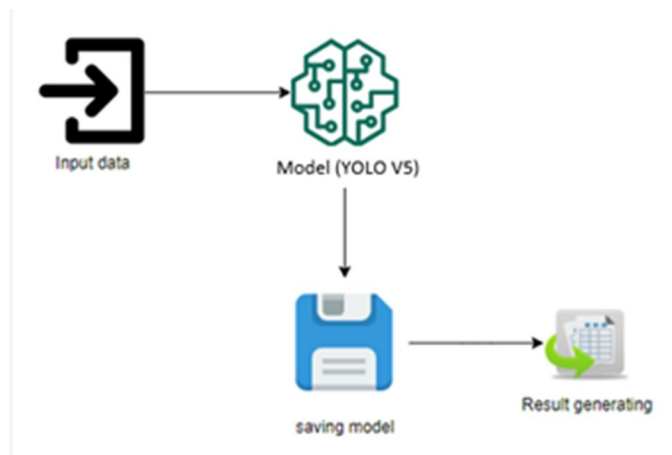 Input data
Model (YOLO V5)
saving model
Result generating